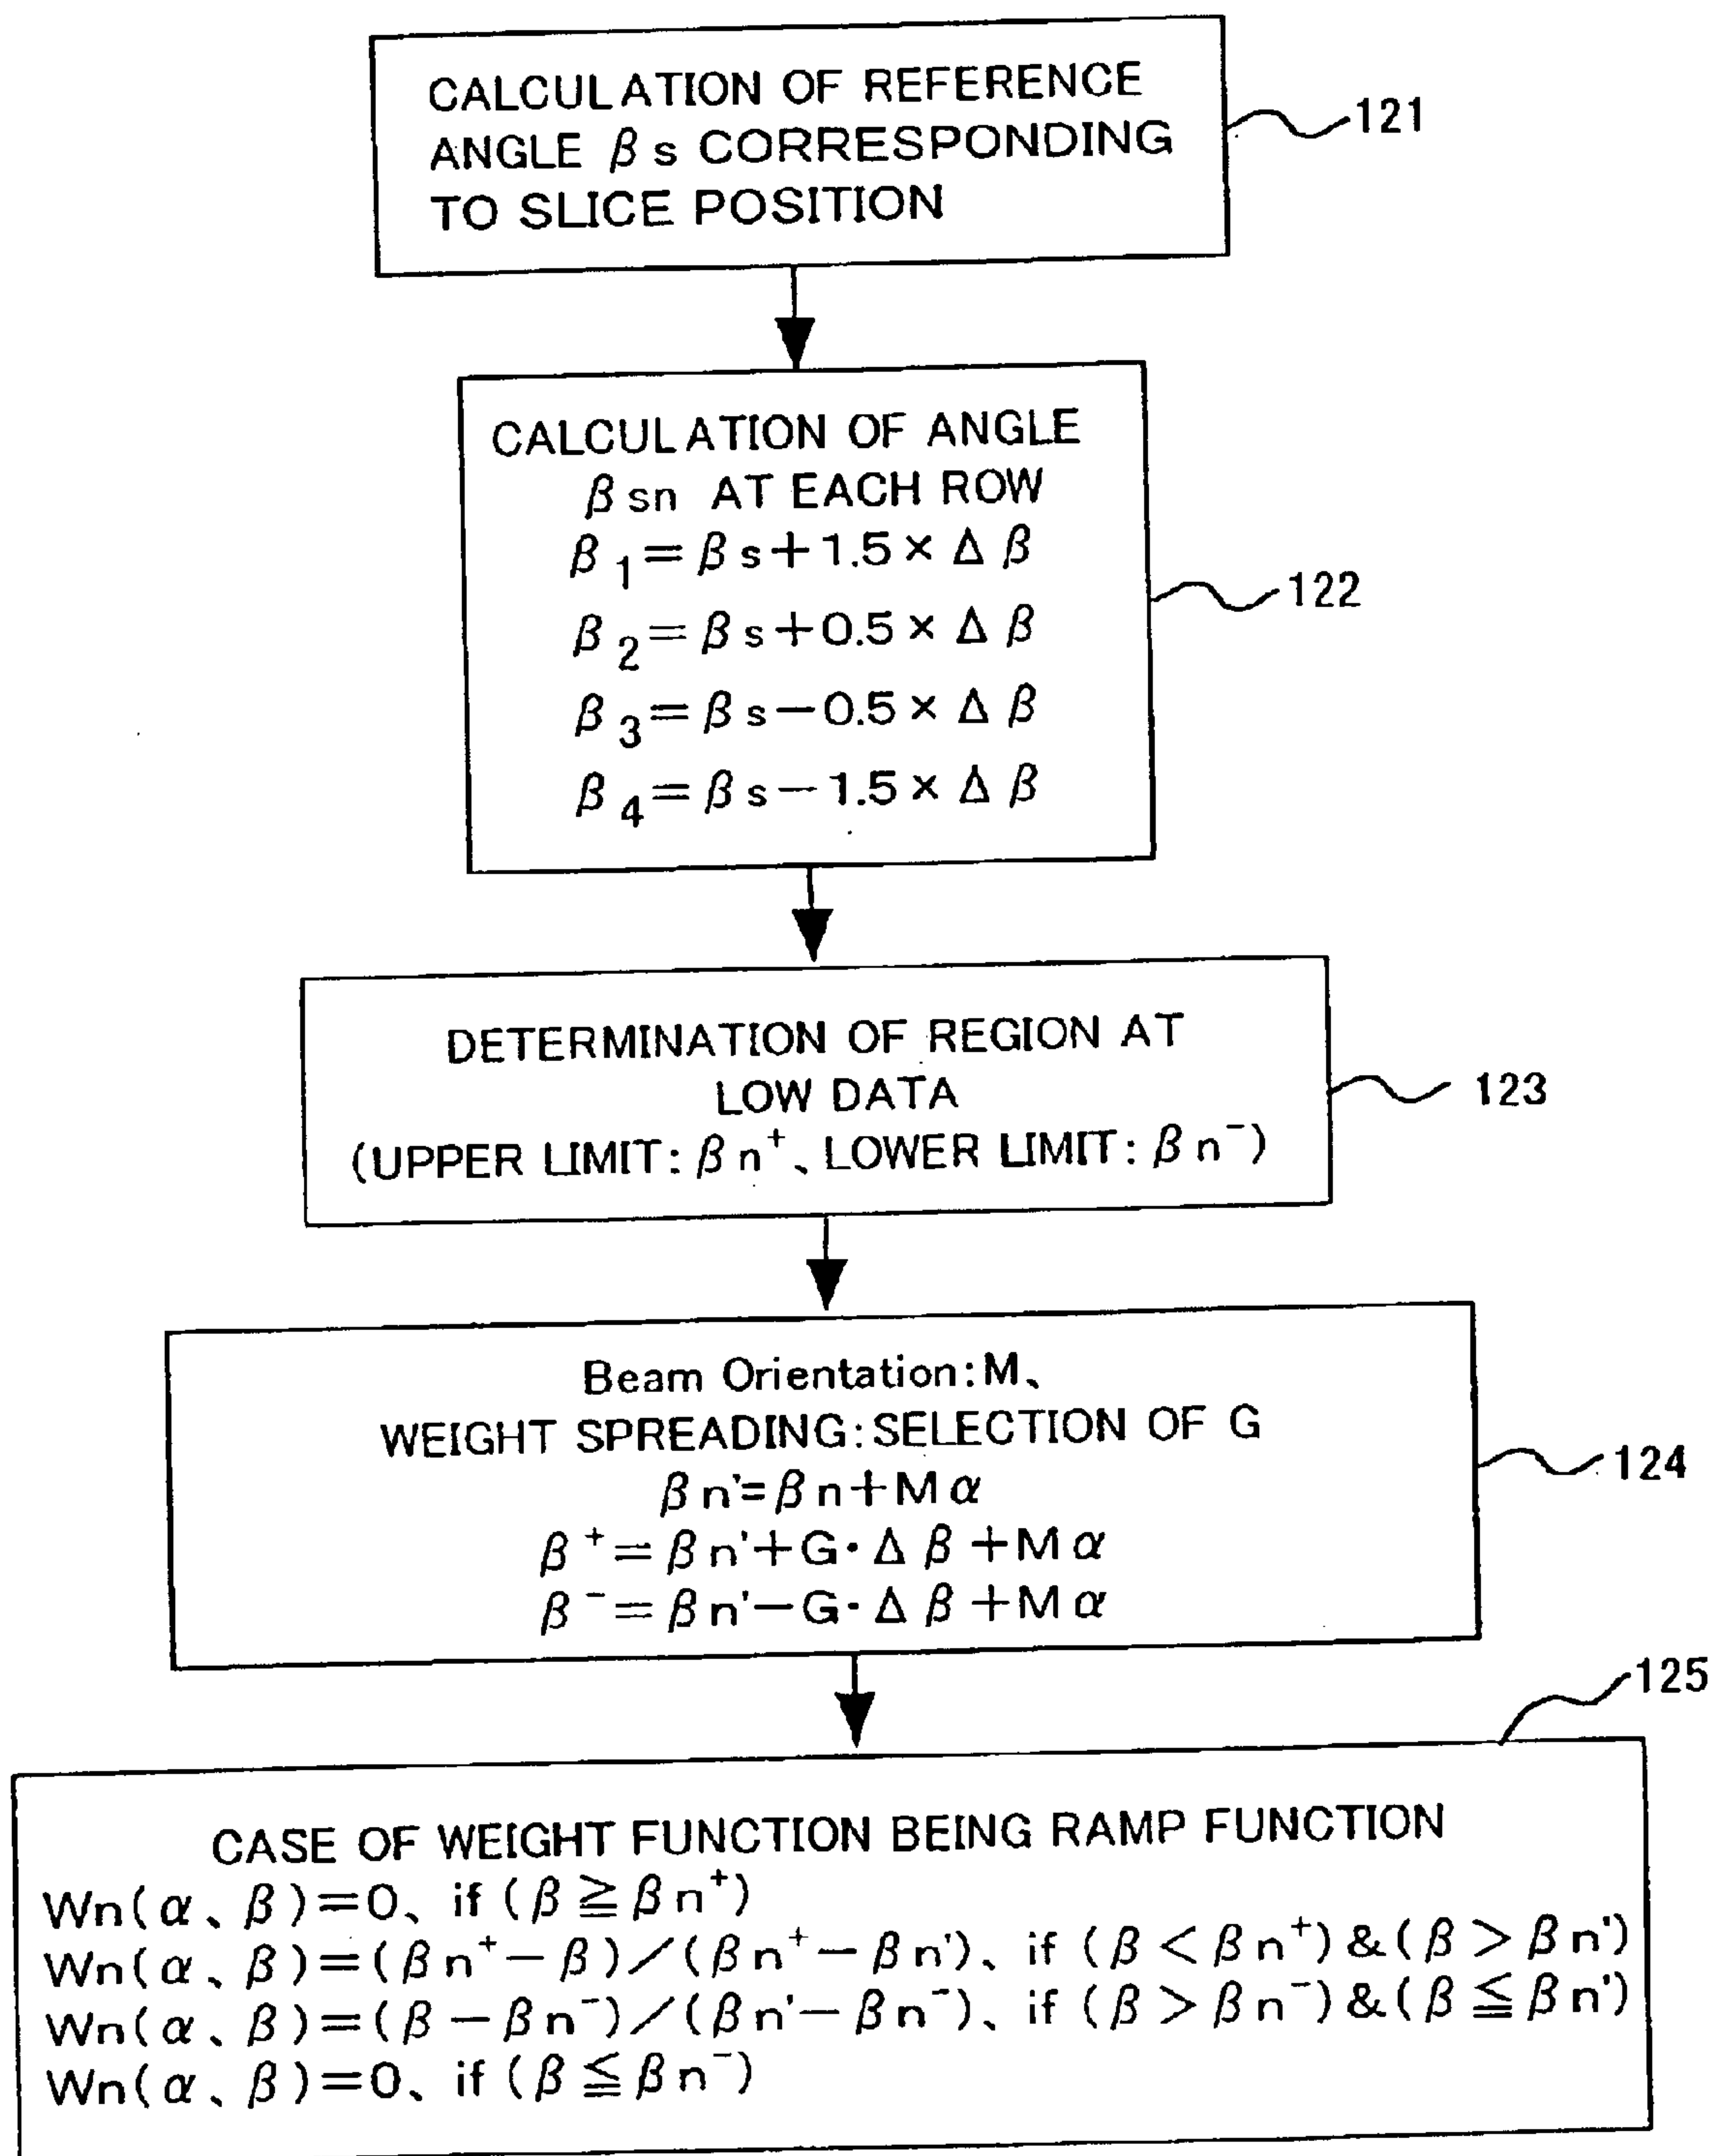 CALCULATION OF REFERENCE
ANGLE βs CORRESPONDING
TO SLICE POSITION
121
CALCULATION OF ANGLE
βsn AT EACH ROW
β₁=βs+1.5×Δβ
β₂=βs+0.5×Δβ
β₃=βs−0.5×Δβ
β₄=βs−1.5×Δβ
122
DETERMINATION OF REGION AT
LOW DATA
(UPPER LIMIT:βn⁺、LOWER LIMIT:βn⁻)
123
Beam Orientation:M、
WEIGHT SPREADING:SELECTION OF G
βn'=βn+Mα
β⁺=βn'+G·Δβ+Mα
β⁻=βn'−G·Δβ+Mα
124
125
CASE OF WEIGHT FUNCTION BEING RAMP FUNCTION
Wn(α、β)=0、if (β≧βn⁺)
Wn(α、β)=(βn⁺−β)/(βn⁺−βn')、if (β<βn⁺)&(β>βn')
Wn(α、β)=(β−βn⁻)/(βn'−βn⁻)、if (β>βn⁻)&(β≦βn')
Wn(α、β)=0、if (β≦βn⁻)